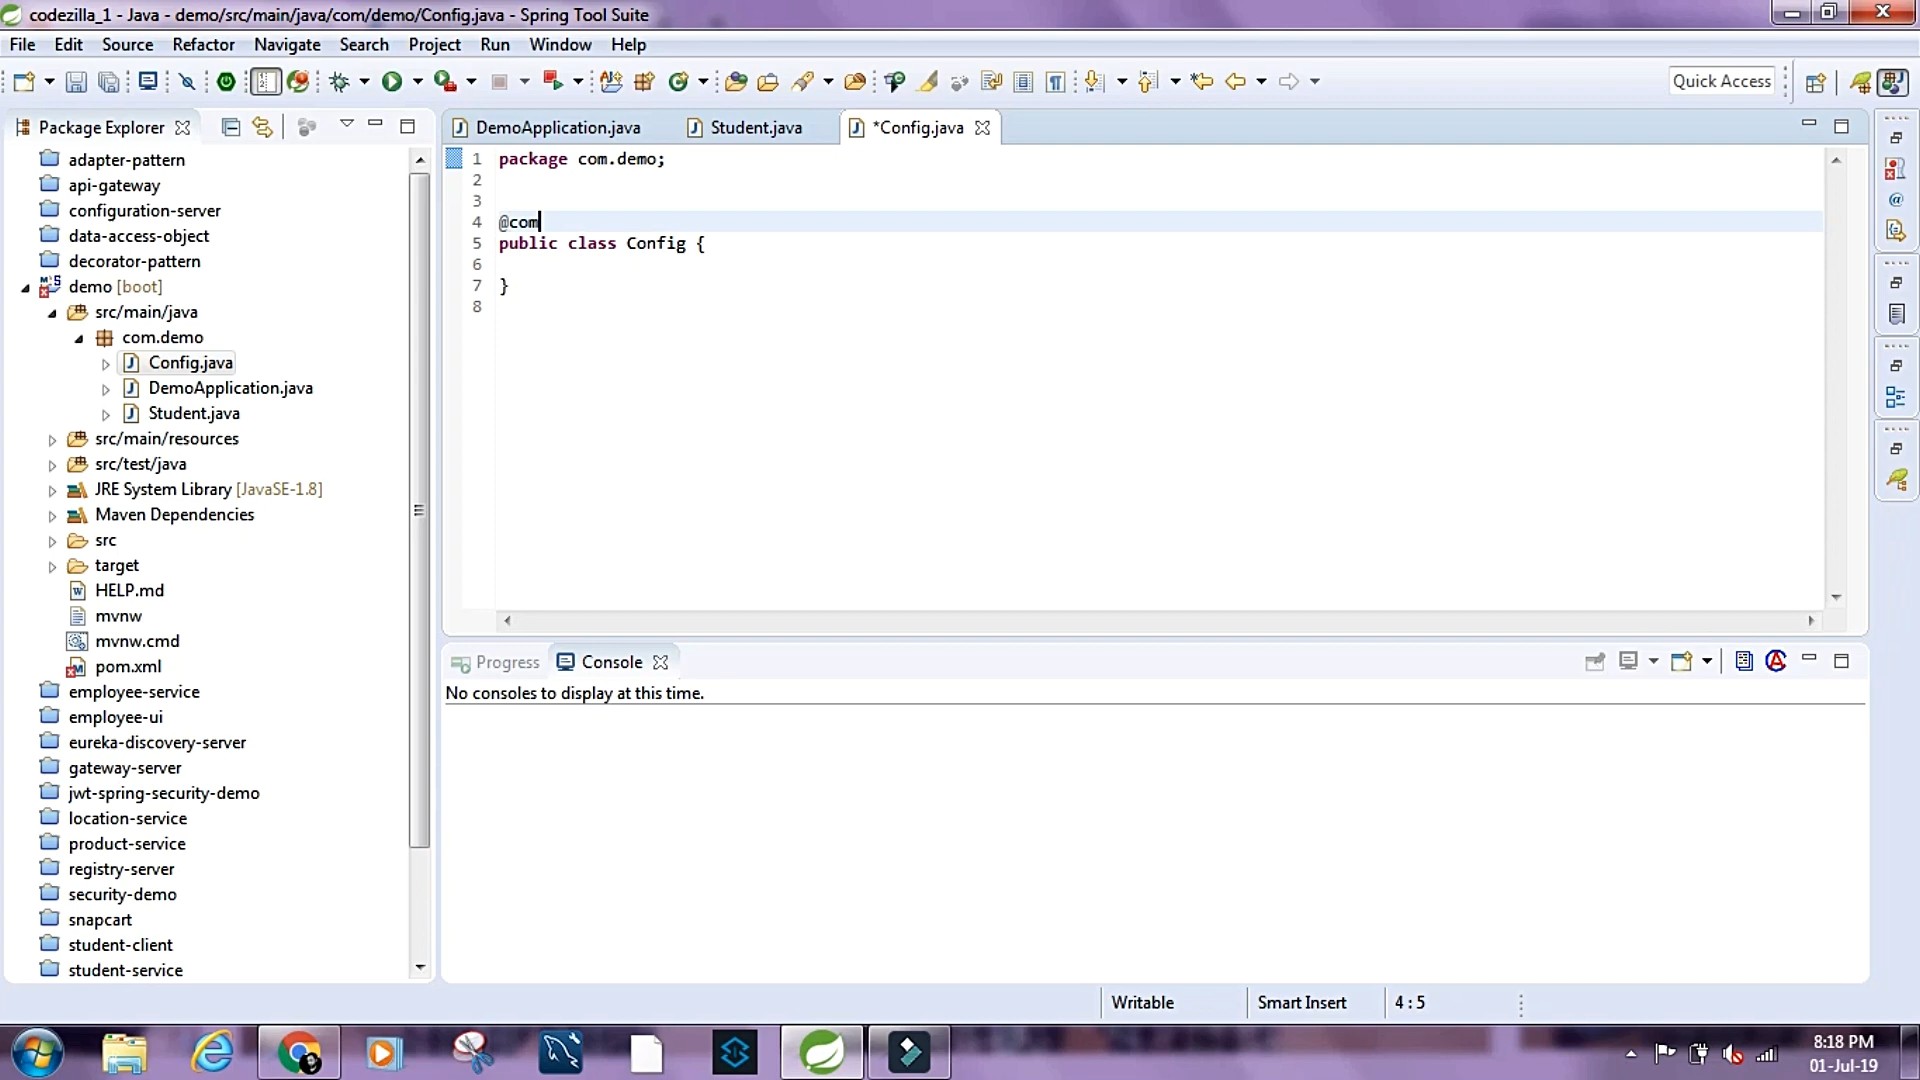 codezilla_1 - Java - demo/src/main/java/com/demo/Config.java - Spring Tool Suite
File Edit Source Refactor Navigate Search Project Run Window Help
Quick Access
Package Explorer
adapter-pattern
api-gateway
configuration-server
data-access-object
decorator-pattern
demo [boot]
src/main/java
com.demo
Config.java
DemoApplication.java
Student.java
src/main/resources
src/test/java
JRE System Library [JavaSE-1.8]
Maven Dependencies
src
target
HELP.md
mvnw
mvnw.cmd
pom.xml
employee-service
employee-ui
eureka-discovery-server
gateway-server
jwt-spring-security-demo
location-service
product-service
registry-server
security-demo
snapcart
student-client
student-service
DemoApplication.java Student.java *Config.java
1 package com.demo;
2
3
4 @com
5 public class Config {
6
7 }
8
Progress Console
No consoles to display at this time.
Writable Smart Insert 4 : 5
8:18 PM
01-Jul-19